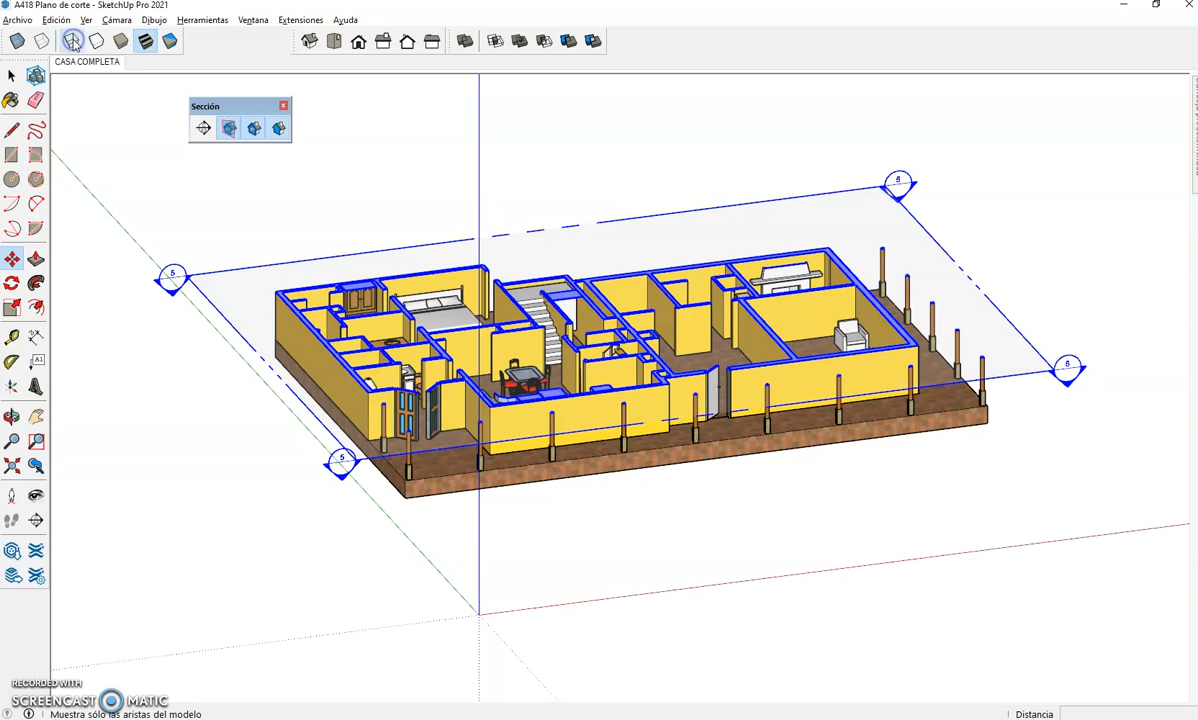 A418 Plano de corte - SketchUp Pro 2021
Archivo Edición Ver Cámara Dibujo Herramientas Ventana Extensiones Ayuda
CASA COMPLETA
Sección
A1
5
5
5
5
RECORDED WITH
SCREENCAST MATIC
Muestra sólo las aristas del modelo
Distancia